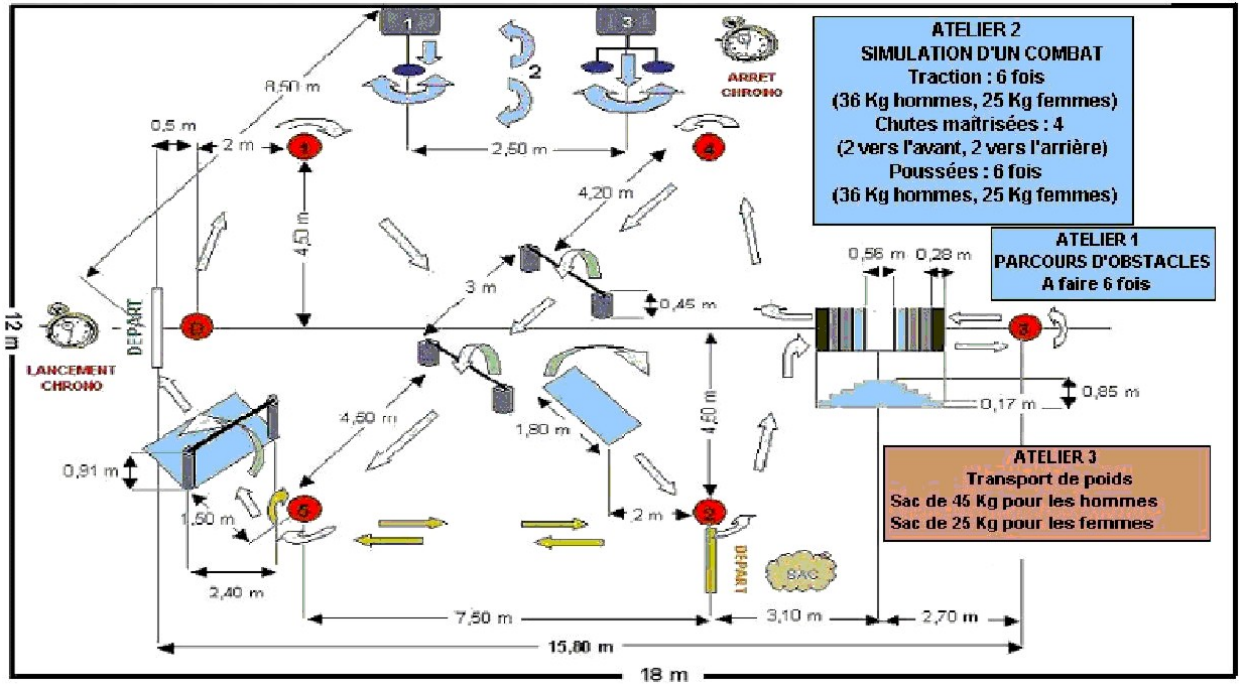 1
3
2
ARRET
CHRONO
ATELIER 2
SIMULATION D'UN COMBAT
Traction : 6 fois
(36 Kg hommes, 25 Kg femmes)
Chutes maîtrisées : 4
(2 vers l'avant, 2 vers l'arrière)
Poussées : 6 fois
(36 Kg hommes, 25 Kg femmes)
8,50 m
0,5 m
2 m
2,50 m
4
4,20 m
4,50 m
ATELIER 1
PARCOURS D'OBSTACLES
A faire 6 fois
0,56 m
0,28 m
3 m
0,45 m
12 m
DEPART
LANCEMENT
CHRONO
3
0,85 m
0,17 m
4,50 m
1,80 m
4,50 m
0,91 m
1,50 m
5
2 m
2
ATELIER 3
Transport de poids
Sac de 45 Kg pour les hommes
Sac de 25 Kg pour les femmes
DEPART
SAC
2,40 m
7,50 m
3,10 m
2,70 m
15,80 m
18 m